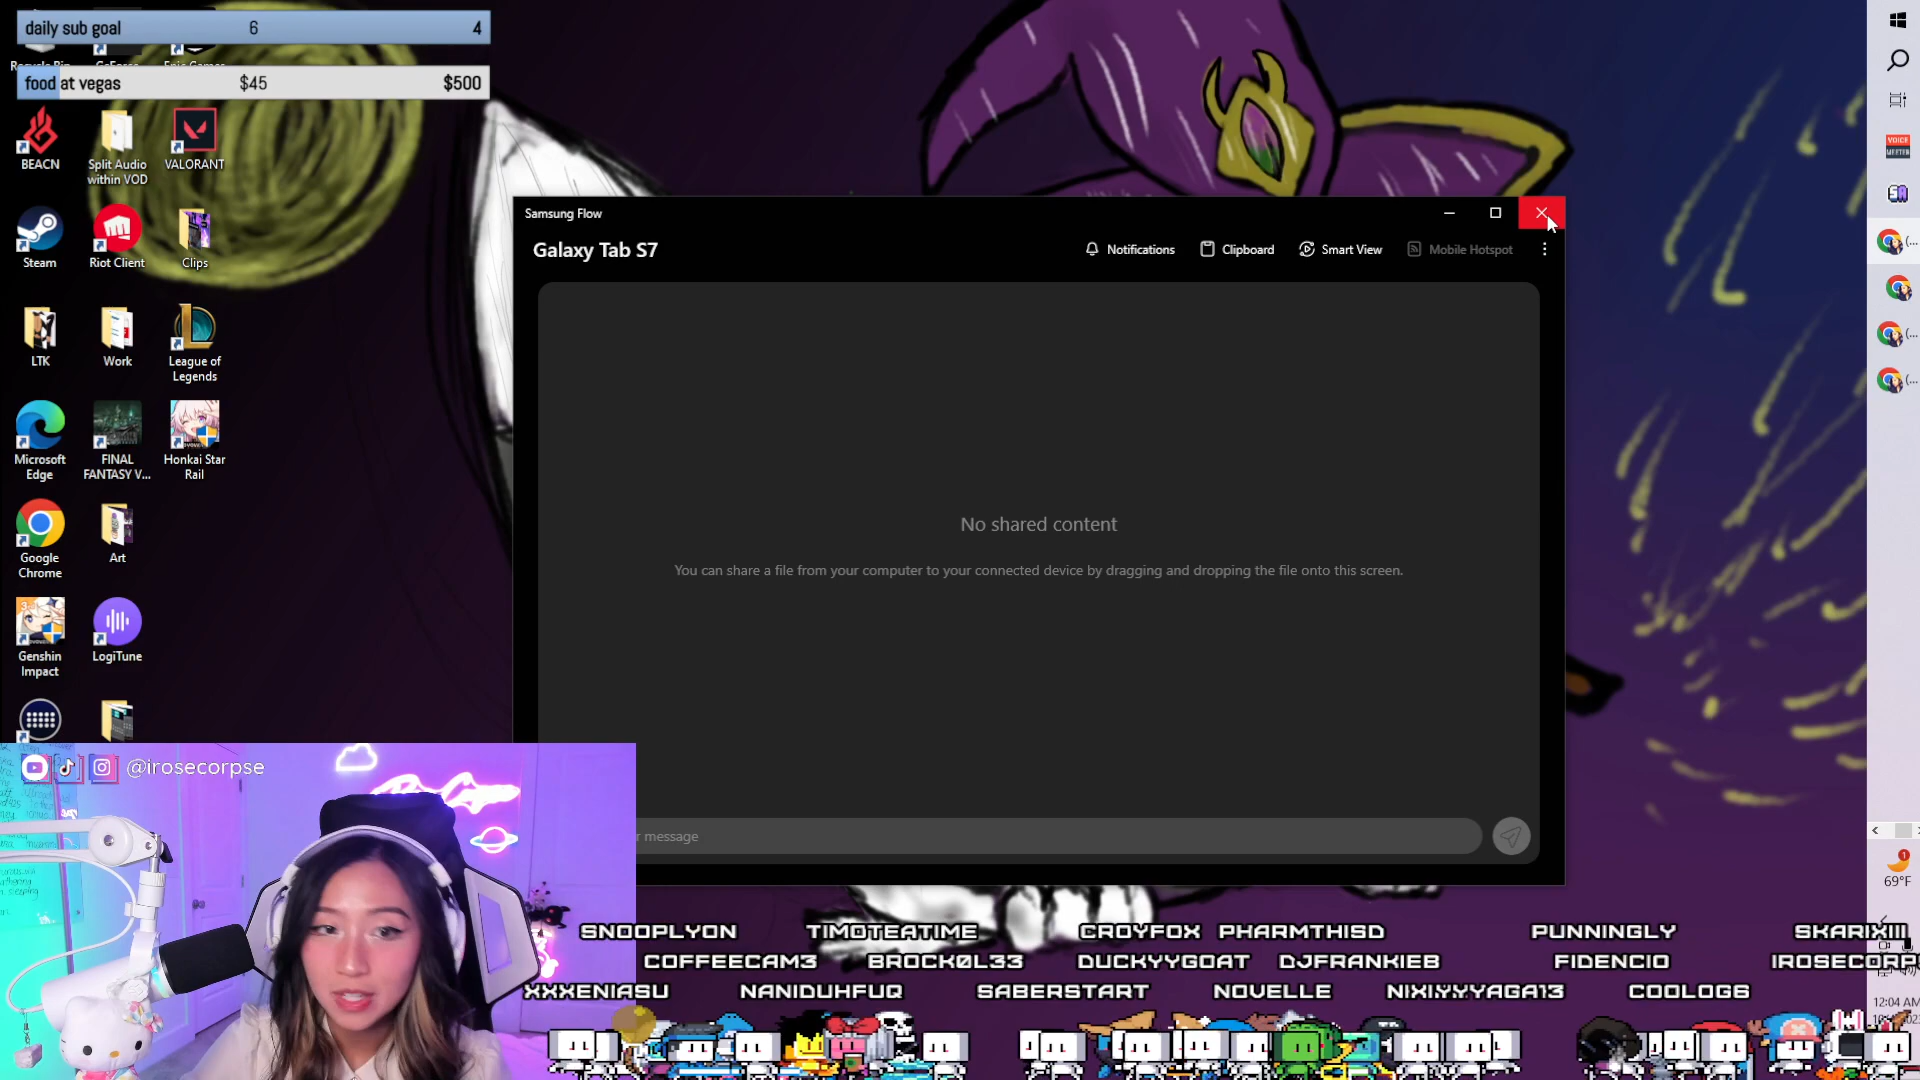 daily sub goal 6 4
food at vegas $45 $500
BEACN
Split Audio within VOD
VALORANT
Steam
Riot Client
Clips
LTK
Work
League of Legends
Microsoft Edge
FINAL FANTASY V...
Honkai Star Rail
Google Chrome
Art
Genshin Impact
LogiTune
Samsung Flow
Galaxy Tab S7
Notifications
Clipboard
Smart View
Mobile Hotspot
No shared content
You can share a file from your computer to your connected device by dragging and dropping the file onto this screen.
message
@irosecorpse
SNOOPLYON TIMOTEATIME CROYFOX PHARMTHISD PUNNINGLY SKARIXIII
COFFEECAM3 BROCK0L33 DUCKYYGOAT DJFRANKIEB FIDENCIO IROSECORPS
XXXENIASU NANIDUHFUQ SABERSTART NOVELLE NIXIYYYAGA13 COOLOG6
VOICE MEETER
SA
(...
(...
(...
1
69°F
12:04 AM